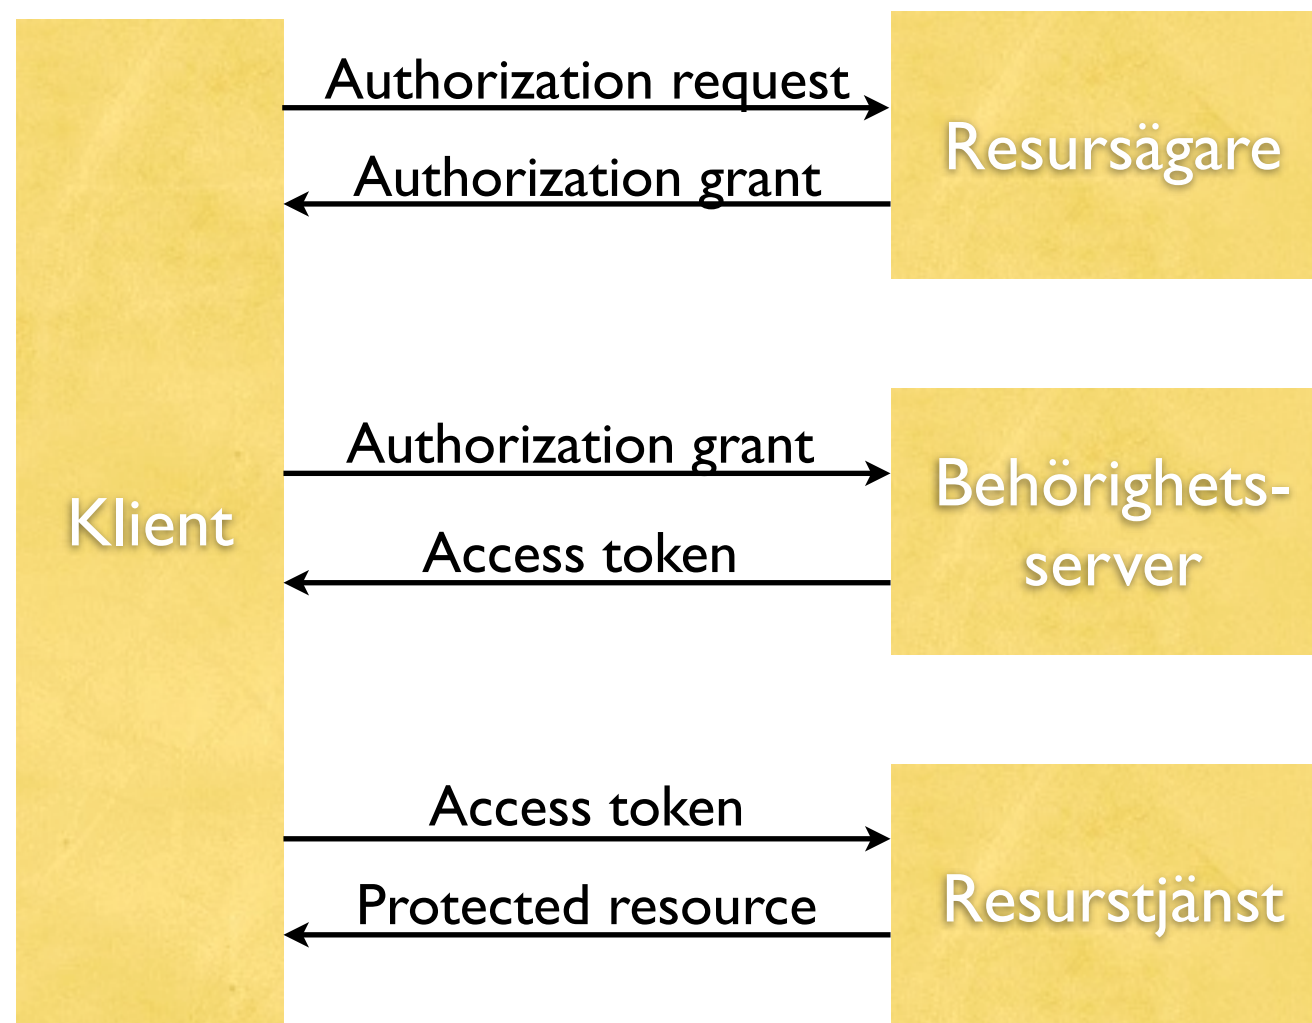 Authorization request
Resursägare
Authorization grant
Authorization grant
Behörighets-
server
Klient
Access token
Access token
Resurstjänst
Protected resource